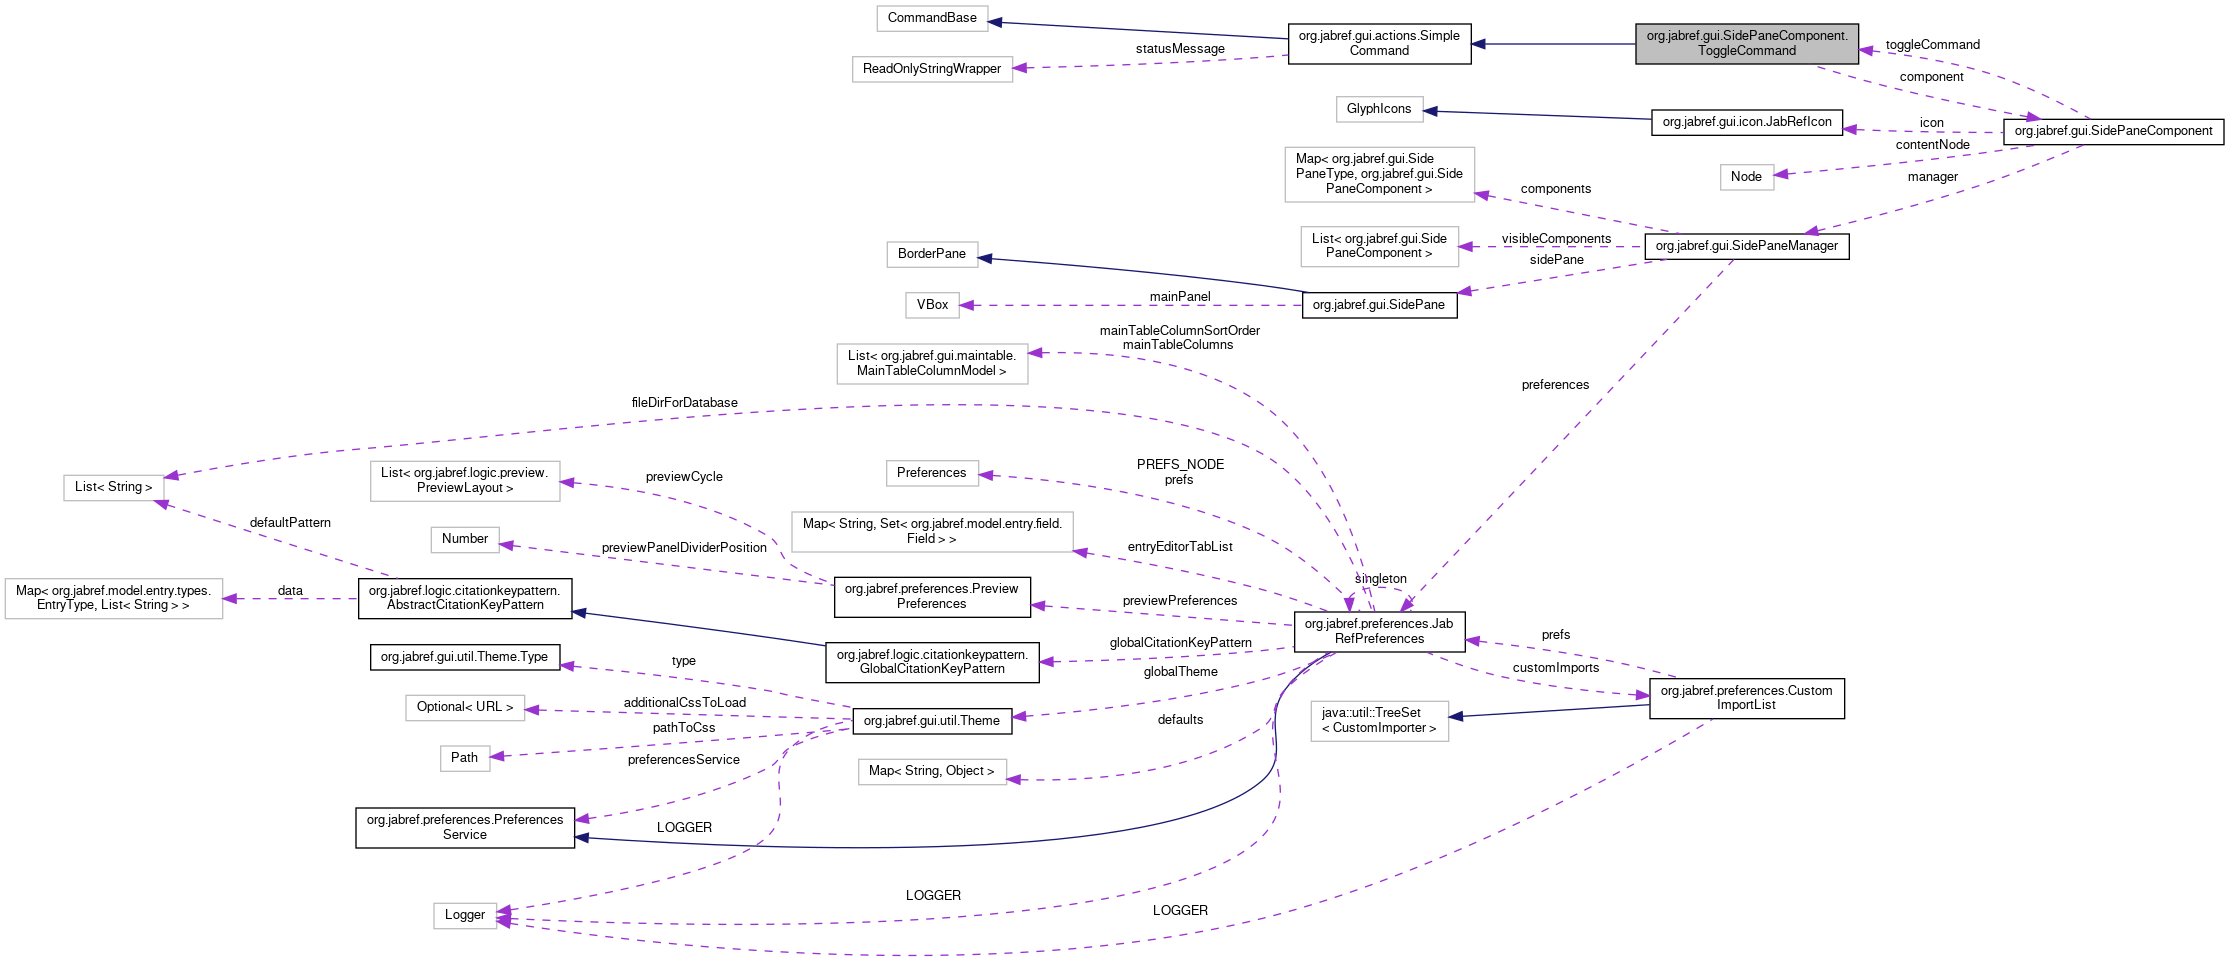 CommandBase
org.jabref.gui.actions.Simple
Command
org.jabref.gui.SidePaneComponent.
ToggleCommand
toggleCommand
statusMessage
ReadOnlyStringWrapper
component
GlyphIcons
org.jabref.gui.icon.JabRefIcon
icon
org.jabref.gui.SidePaneComponent
contentNode
Map< org.jabref.gui.Side
PaneType, org.jabref.gui.Side
PaneComponent >
Node
manager
components
List< org.jabref.gui.Side
PaneComponent >
visibleComponents
org.jabref.gui.SidePaneManager
BorderPane
sidePane
VBox
mainPanel
org.jabref.gui.SidePane
mainTableColumnSortOrder
mainTableColumns
List< org.jabref.gui.maintable.
MainTableColumnModel >
preferences
fileDirForDatabase
List< String >
List< org.jabref.logic.preview.
PreviewLayout >
previewCycle
Preferences
PREFS_NODE
prefs
defaultPattern
Number
previewPanelDividerPosition
Map< String, Set< org.jabref.model.entry.field.
Field > >
entryEditorTabList
singleton
Map< org.jabref.model.entry.types.
EntryType, List< String > >
data
org.jabref.logic.citationkeypattern.
AbstractCitationKeyPattern
org.jabref.preferences.Preview
Preferences
previewPreferences
org.jabref.preferences.Jab
RefPreferences
prefs
org.jabref.gui.util.Theme.Type
type
org.jabref.logic.citationkeypattern.
GlobalCitationKeyPattern
globalCitationKeyPattern
globalTheme
customImports
org.jabref.preferences.Custom
ImportList
Optional< URL >
additionalCssToLoad
org.jabref.gui.util.Theme
defaults
java::util::TreeSet
< CustomImporter >
pathToCss
Path
preferencesService
Map< String, Object >
org.jabref.preferences.Preferences
Service
LOGGER
LOGGER
LOGGER
Logger